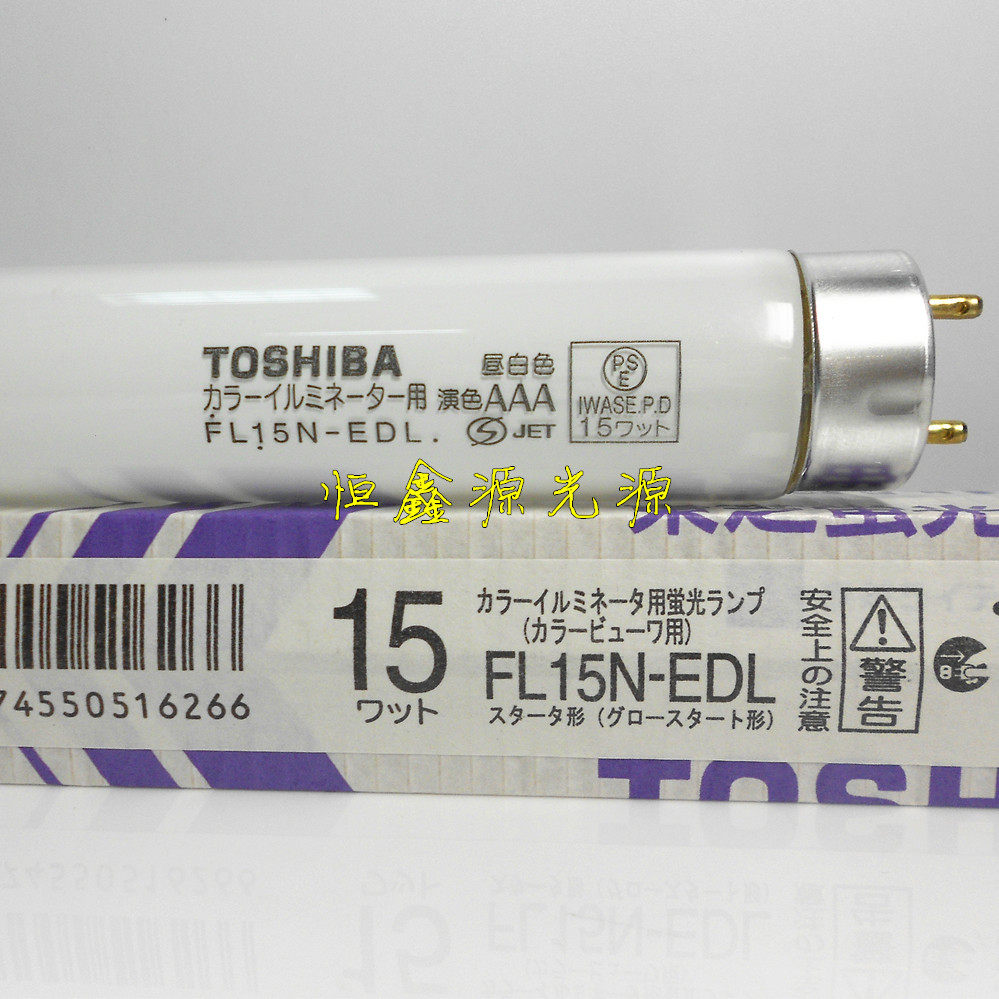 TOSHIBA 昼白色
カラーイルミネーター用 演色AAA
FL15N-EDL. JET
PSE
IWASE.P.D
15ワット
恒鑫源光源
東芝蛍光
74550516266
15
ワット
カラーイルミネータ用蛍光ランプ
(カラービューワ用)
FL15N-EDL
スタータ形(グロースタート形)
安全上の注意
警告
TOSH